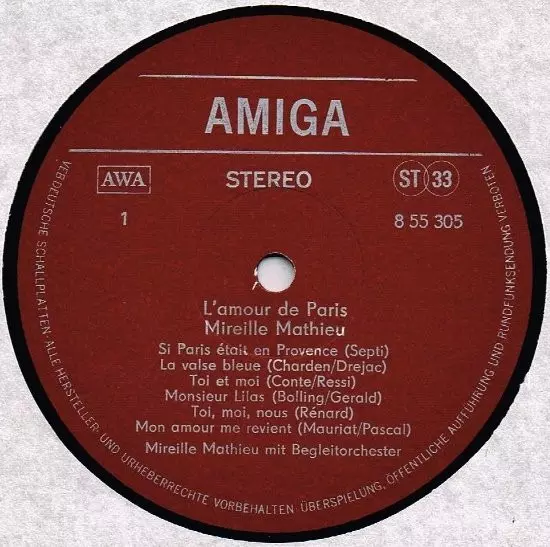 AMIGA
AWA
STEREO
ST 33
1
8 55 305
L'amour de Paris
Mireille Mathieu
Si Paris était en Provence (Septi)
La valse bleue (Charden/Drejac)
Toi et moi (Conte/Ressi)
Monsieur Lilas (Bolling/Gerald)
Toi, moi, nous (Rénard)
Mon amour me revient (Mauriat/Pascal)
Mireille Mathieu mit Begleitorchester
VEB DEUTSCHE SCHALLPLATTEN · ALLE HERSTELLER- UND URHEBERRECHTE VORBEHALTEN ÜBERSPIELUNG, ÖFFENTLICHE AUFFÜHRUNG UND RUNDFUNKSENDUNG VERBOTEN